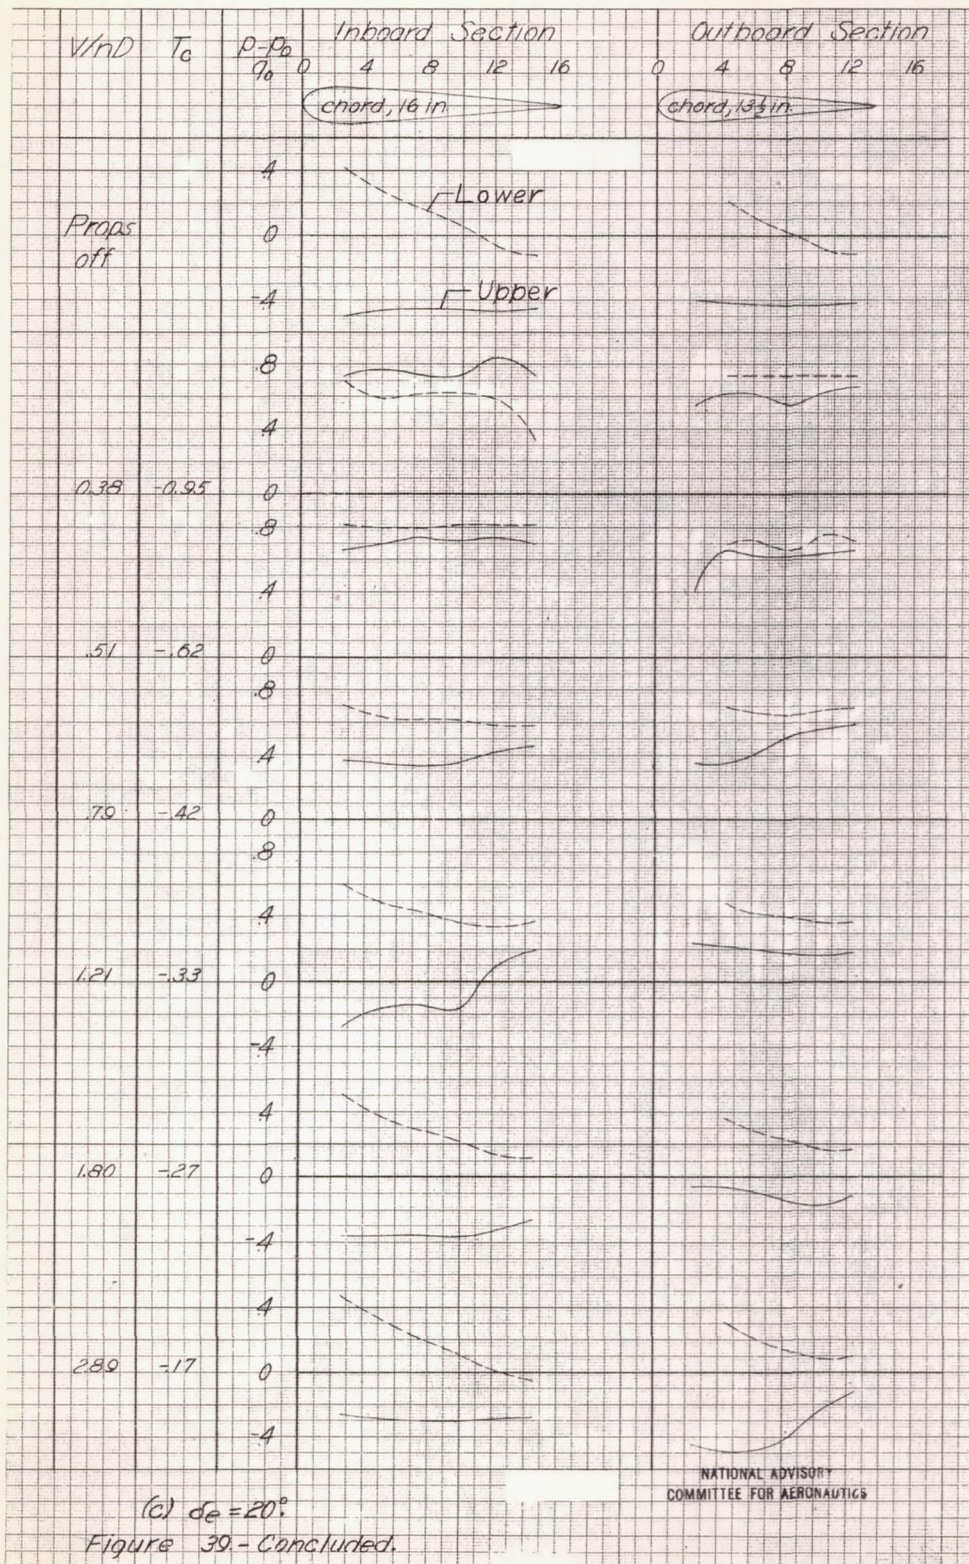 Inboard Section Outboard Section
V/nD Tc p-po/qo 0 4 8 12 16 0 4 8 12 16
chord, 16 in. chord, 13½ in.
.4
Lower
Props off 0
-.4
Upper
.8
.4
0.38 -0.95 0
.8
.4
.51 -.62 0
.8
.4
.79 -.42 0
.8
.4
1.21 -.33 0
-.4
.4
1.80 -.27 0
-.4
.4
2.89 -.17 0
-.4
NATIONAL ADVISORY
COMMITTEE FOR AERONAUTICS
(c) δe = 20°.
Figure 39.- Concluded.